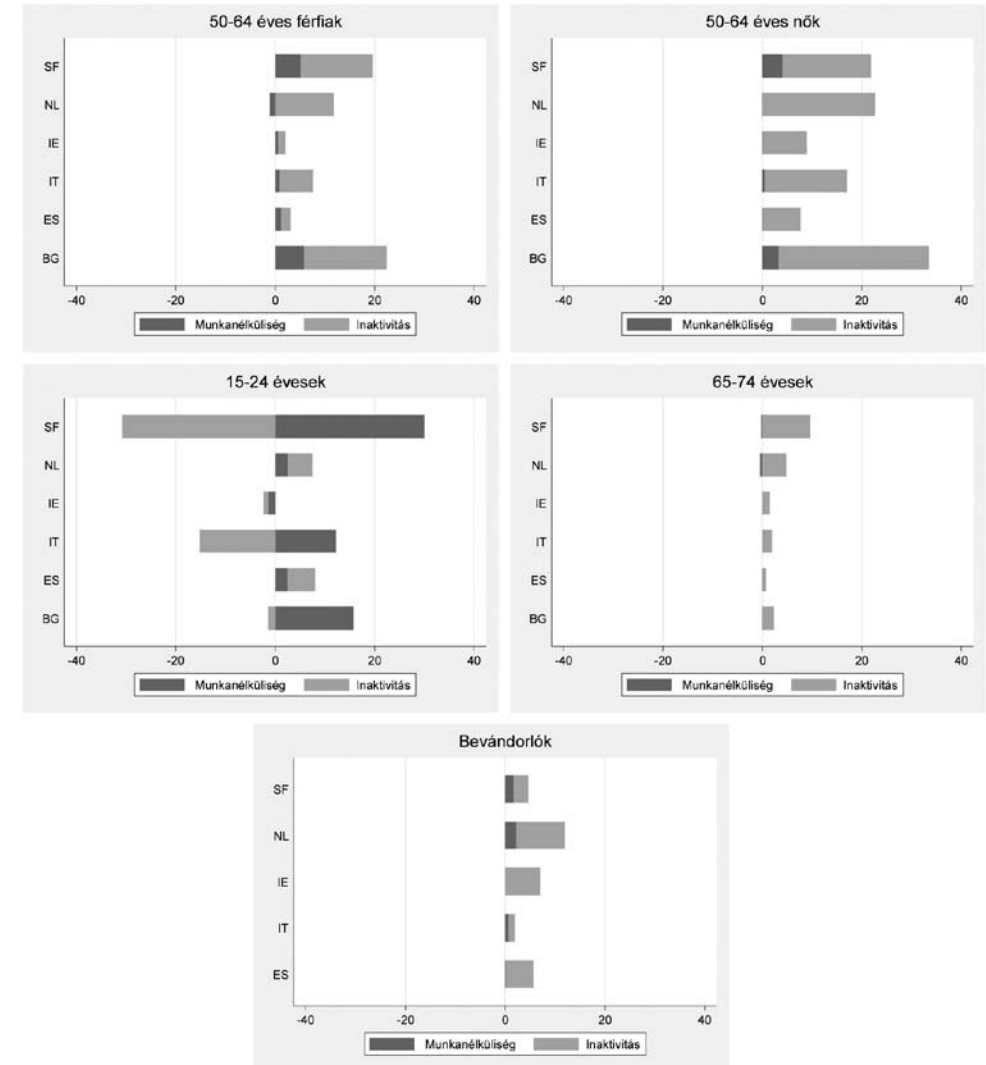 50-64 éves férfiak
SF
NL
IE
IT
ES
BG
-40 -20 0 20 40
Munkanélküliség Inaktivitás
50-64 éves nők
SF
NL
IE
IT
ES
BG
-40 -20 0 20 40
Munkanélküliség Inaktivitás
15-24 évesek
SF
NL
IE
IT
ES
BG
-40 -20 0 20 40
Munkanélküliség Inaktivitás
65-74 évesek
SF
NL
IE
IT
ES
BG
-40 -20 0 20 40
Munkanélküliség Inaktivitás
Bevándorlók
SF
NL
IE
IT
ES
-40 -20 0 20 40
Munkanélküliség Inaktivitás